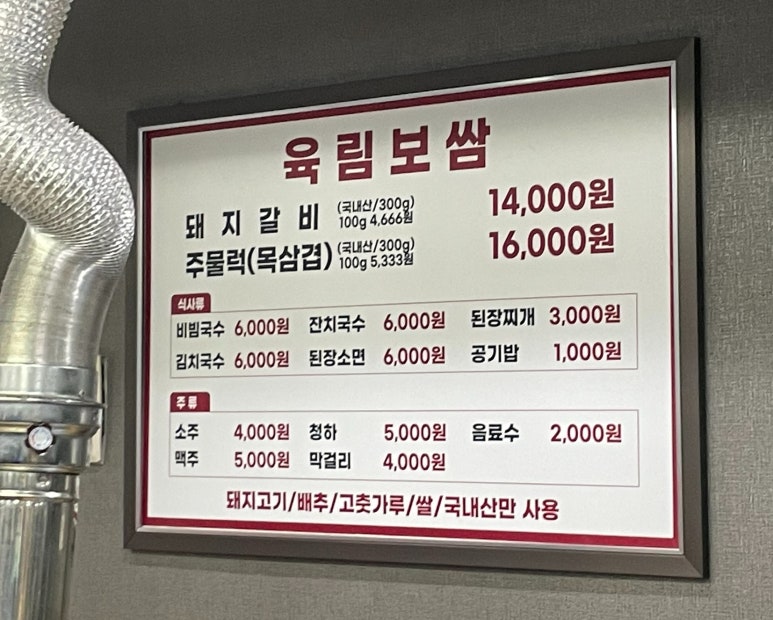 육림보쌈
돼지갈비 (국내산/300g) 100g 4,666원 14,000원
주물럭(목삼겹) (국내산/300g) 100g 5,333원 16,000원
식사류
비빔국수 6,000원 잔치국수 6,000원 된장찌개 3,000원
김치국수 6,000원 된장소면 6,000원 공기밥 1,000원
주류
소주 4,000원 청하 5,000원 음료수 2,000원
맥주 5,000원 막걸리 4,000원
돼지고기/배추/고춧가루/쌀/국내산만 사용